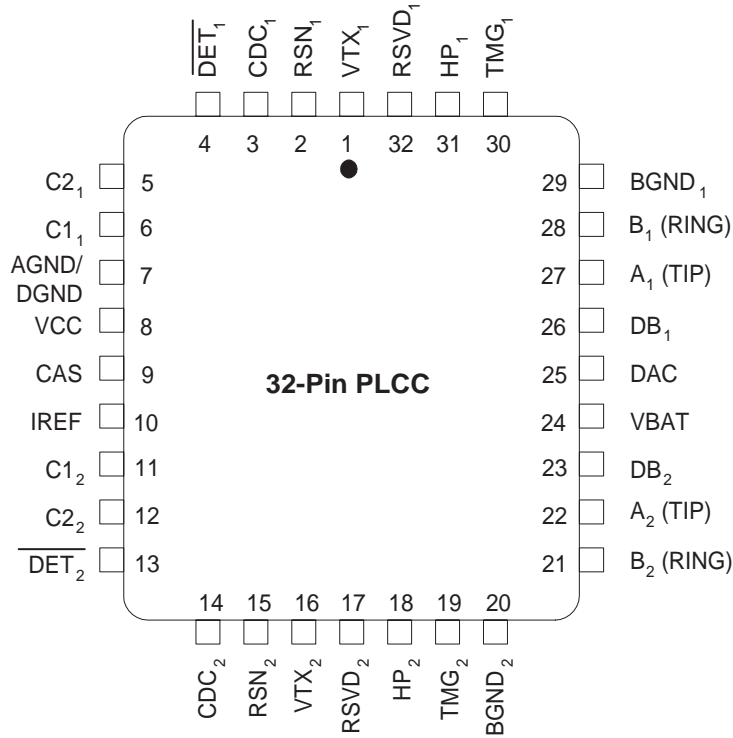 DET₁ CDC₁ RSN₁ VTX₁ RSVD₁ HP₁ TMG₁
4 3 2 1 32 31 30
C2₁ 5 29 BGND₁
C1₁ 6 28 B₁ (RING)
AGND/
DGND 7 27 A₁ (TIP)
VCC 8 26 DB₁
CAS 9 25 DAC
32-Pin PLCC
IREF 10 24 VBAT
C1₂ 11 23 DB₂
C2₂ 12 22 A₂ (TIP)
DET₂ 13 21 B₂ (RING)
14 15 16 17 18 19 20
CDC₂ RSN₂ VTX₂ RSVD₂ HP₂ TMG₂ BGND₂